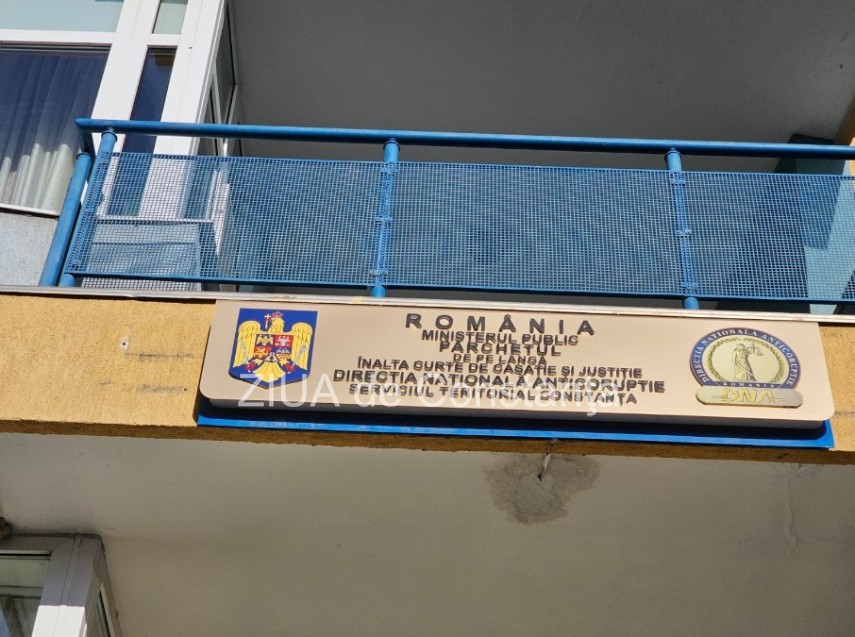 ROMÂNIA
MINISTERUL PUBLIC
PARCHETUL
DE PE LÂNGĂ
ÎNALTA CURTE DE CASAȚIE ȘI JUSTIȚIE
DIRECȚIA NAȚIONALĂ ANTICORUPȚIE
SERVICIUL TERITORIAL CONSTANȚA
DIRECȚIA NAȚIONALĂ ANTICORUPȚIE
ROMANIA
DNA
ZIUA de Constanța